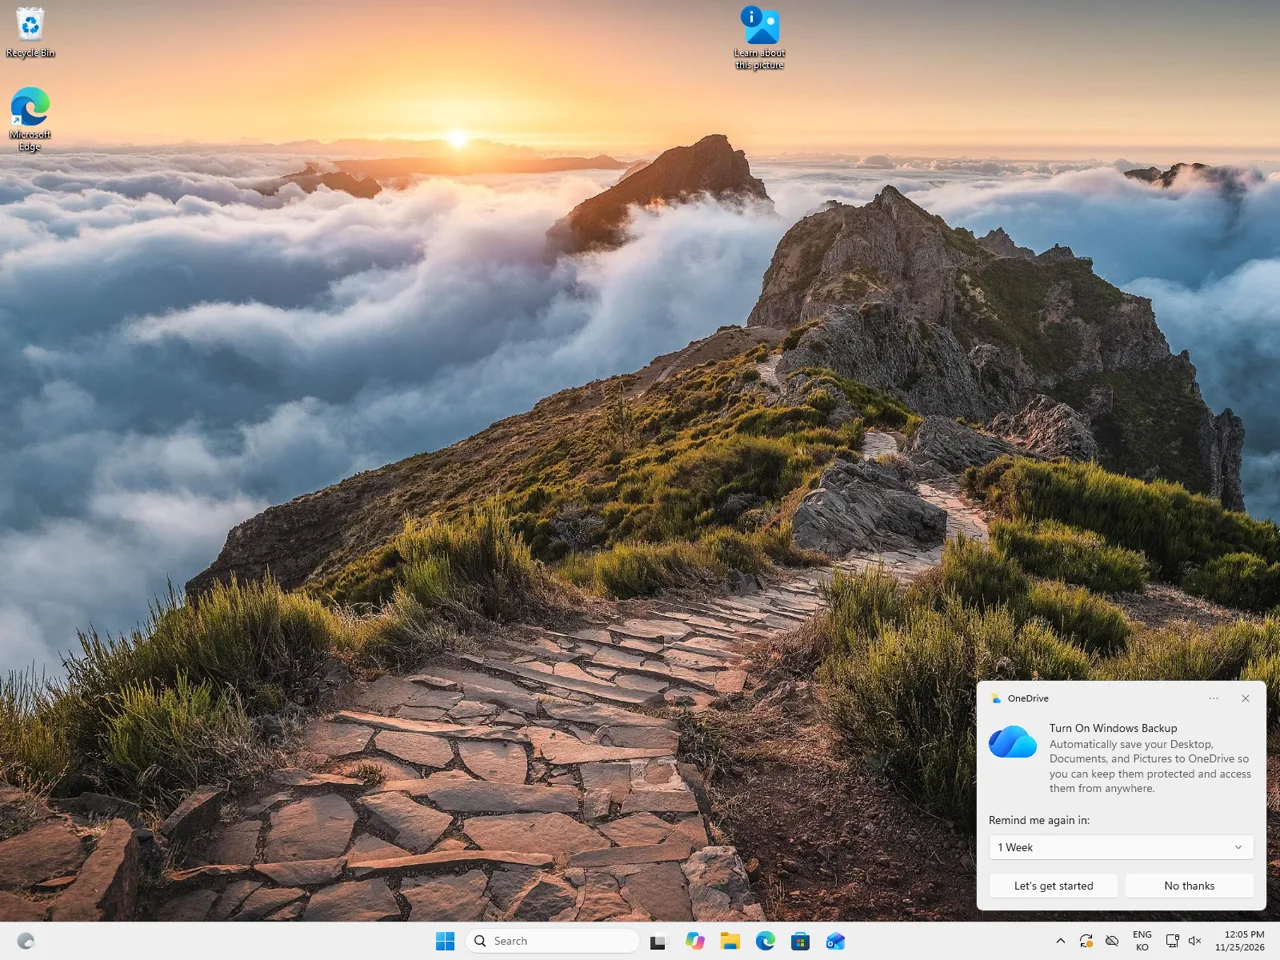 Recycle Bin
Microsoft
Edge
Learn about
this picture
OneDrive
Turn On Windows Backup
Automatically save your Desktop,
Documents, and Pictures to OneDrive so
you can keep them protected and access
them from anywhere.
Remind me again in:
1 Week
Let's get started
No thanks
Search
ENG
KO
12:05 PM
11/25/2026